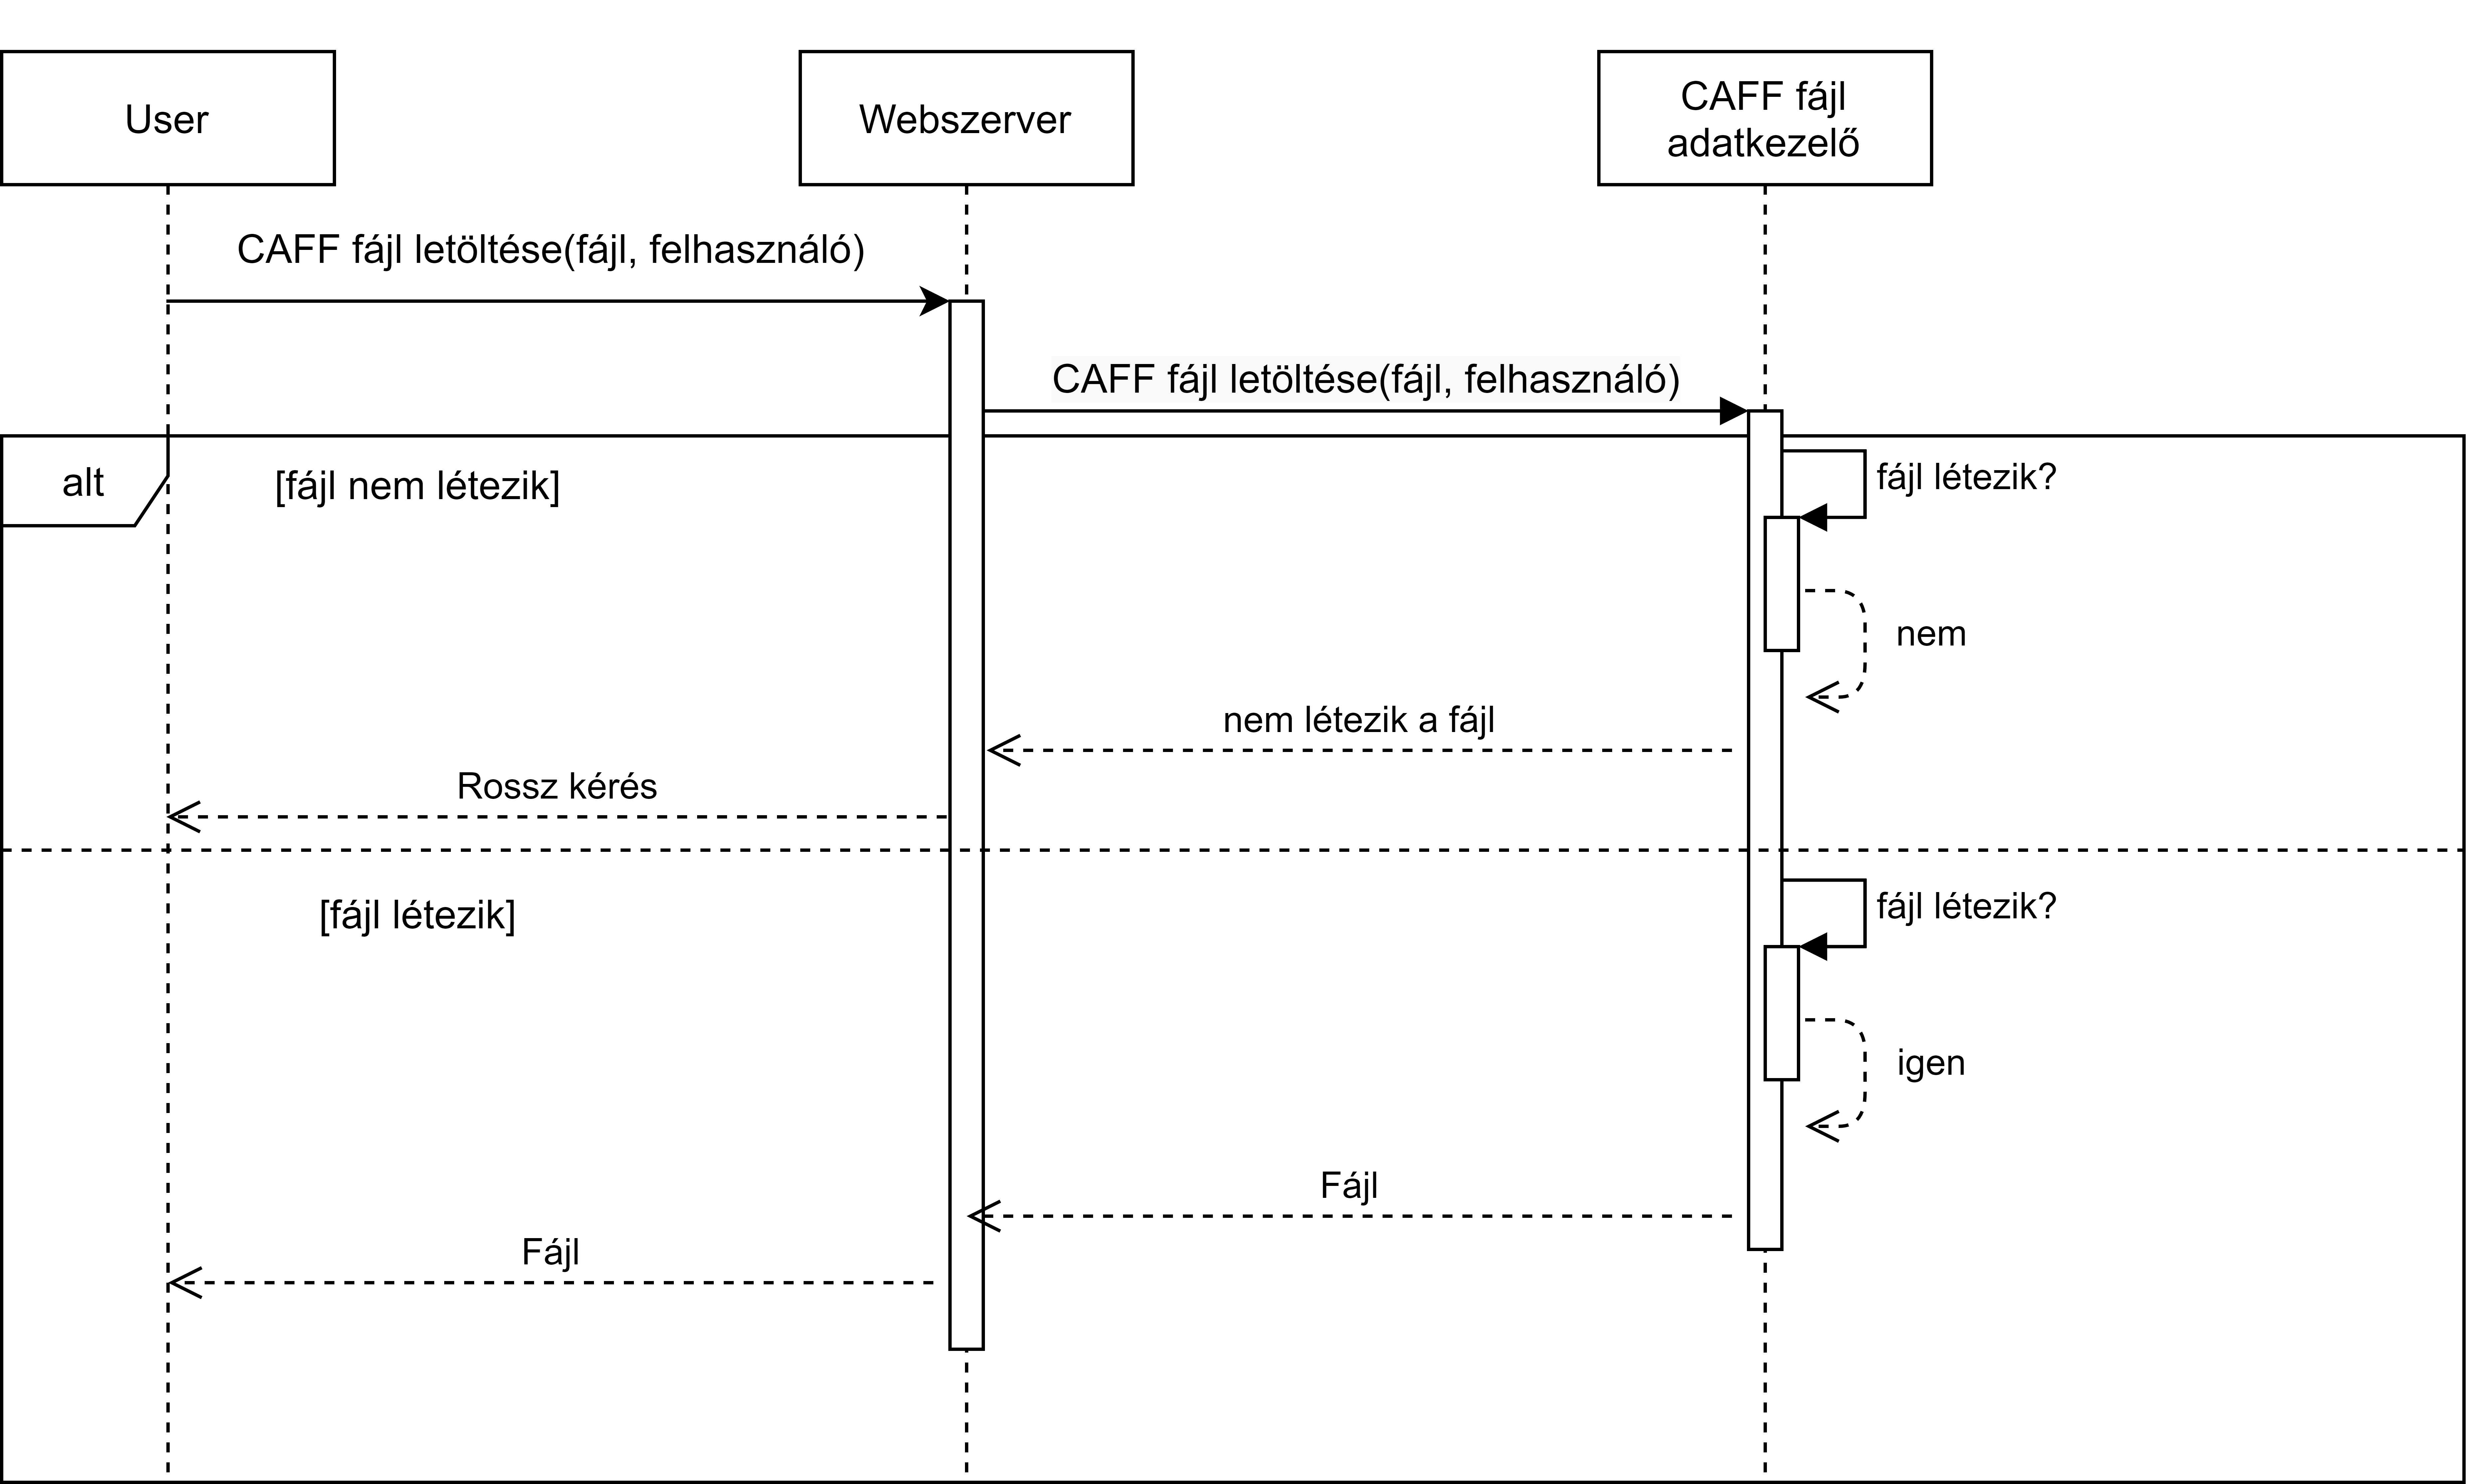 User
Webszerver
CAFF fájl
adatkezelő
CAFF fájl letöltése(fájl, felhasználó)
CAFF fájl letöltése(fájl, felhasználó)
alt
[fájl nem létezik]
fájl létezik?
nem
nem létezik a fájl
Rossz kérés
[fájl létezik]
fájl létezik?
igen
Fájl
Fájl